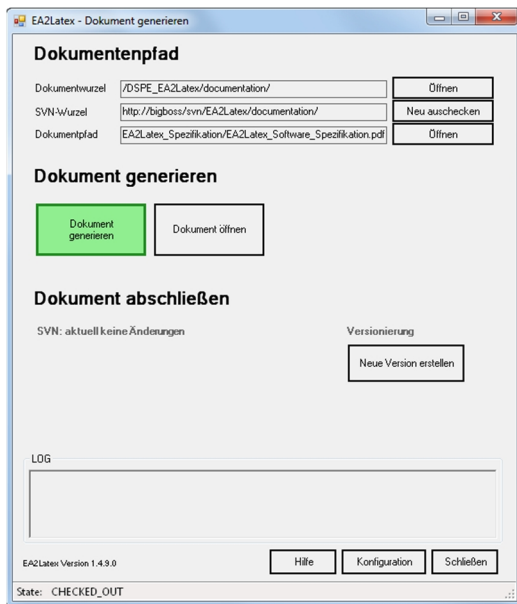 EA2Latex - Dokument generieren
Dokumentenpfad
Dokumentwurzel /DSPE_EA2Latex/documentation/ Öffnen
SVN-Wurzel http://bigboss/svn/EA2Latex/documentation/ Neu auschecken
Dokumentpfad EA2Latex_Spezifikation/EA2Latex_Software_Spezifikation.pdf Öffnen
Dokument generieren
Dokument
generieren
Dokument öffnen
Dokument abschließen
SVN: aktuell keine Änderungen Versionierung
Neue Version erstellen
LOG
EA2Latex Version 1.4.9.0 Hilfe Konfiguration Schließen
State: CHECKED_OUT